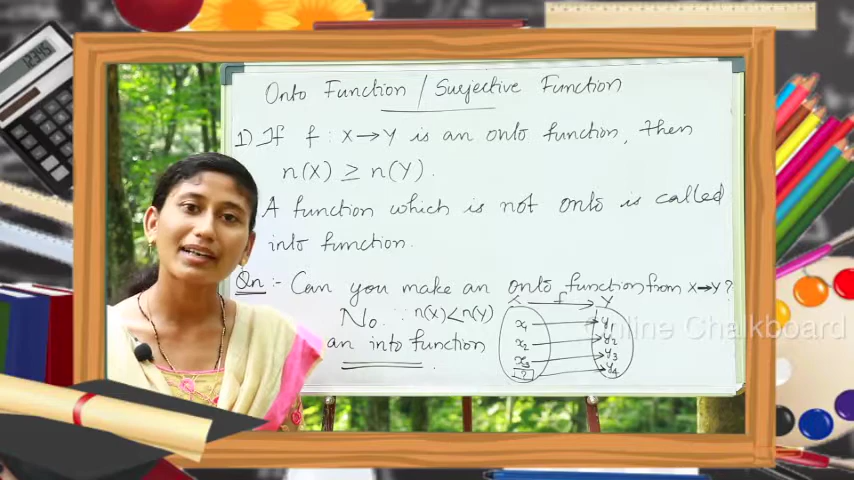 Onto Function / Surjective Function
1) If f : X→Y is an onto function, then
n(X) ≥ n(Y).
A function which is not onto is called
into function.
Qn :- Can you make an onto function from X→Y?
No ∵ n(X)<n(Y)
an into function
X f Y
x₁ y₁
x₂ y₂
x₃ y₃
? y₄
Online Chalkboard
12345